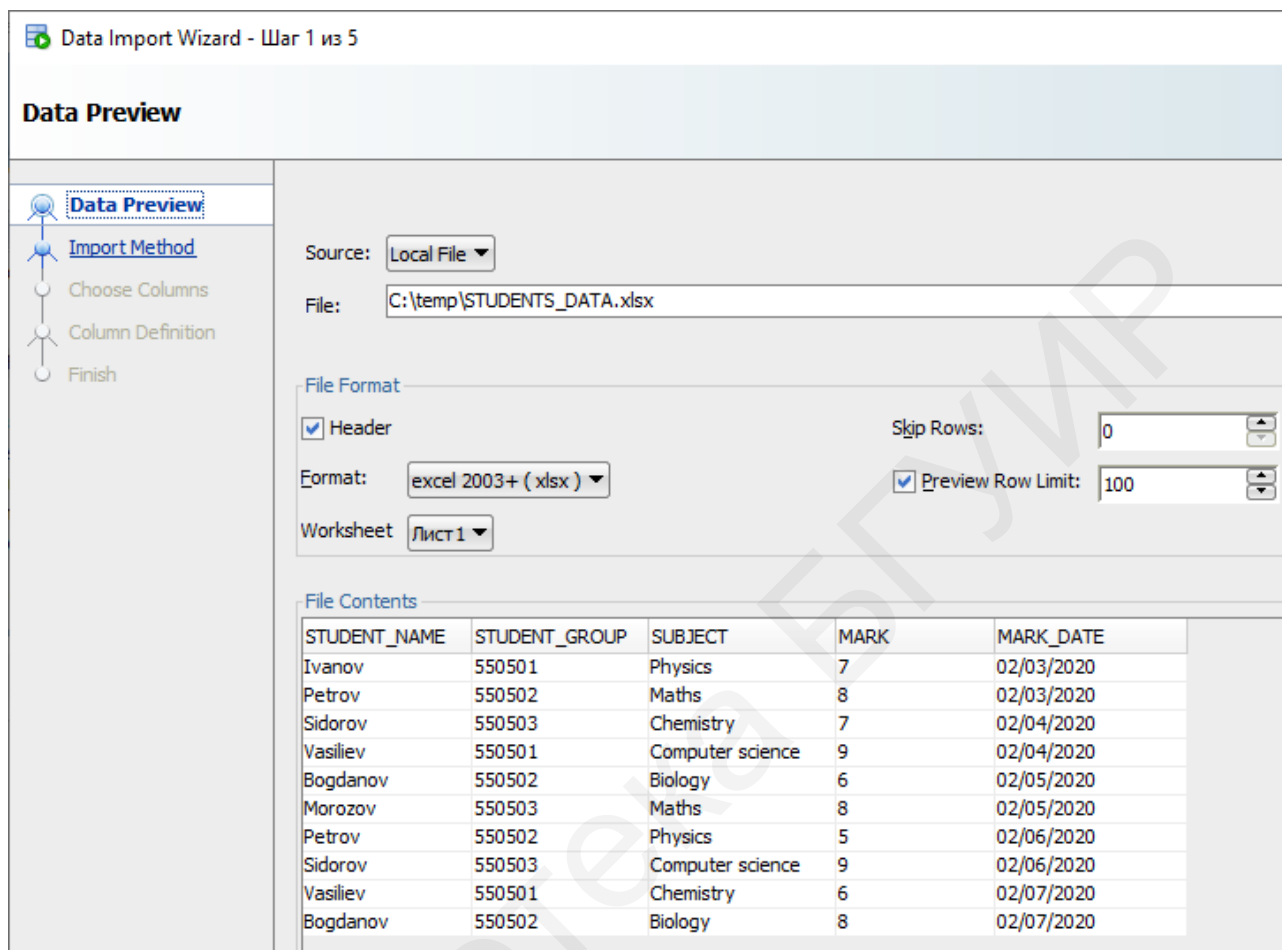 Data Import Wizard - Шаг 1 из 5
Data Preview
Data Preview
Import Method
Choose Columns
Column Definition
Finish
Source: Local File
File: C:\temp\STUDENTS_DATA.xlsx
File Format
Header Skip Rows: 0
Format: excel 2003+ ( xlsx ) Preview Row Limit: 100
Worksheet Лист1
File Contents
STUDENT_NAME STUDENT_GROUP SUBJECT MARK MARK_DATE
Ivanov 550501 Physics 7 02/03/2020
Petrov 550502 Maths 8 02/03/2020
Sidorov 550503 Chemistry 7 02/04/2020
Vasiliev 550501 Computer science 9 02/04/2020
Bogdanov 550502 Biology 6 02/05/2020
Morozov 550503 Maths 8 02/05/2020
Petrov 550502 Physics 5 02/06/2020
Sidorov 550503 Computer science 9 02/06/2020
Vasiliev 550501 Chemistry 6 02/07/2020
Bogdanov 550502 Biology 8 02/07/2020
БГУИР